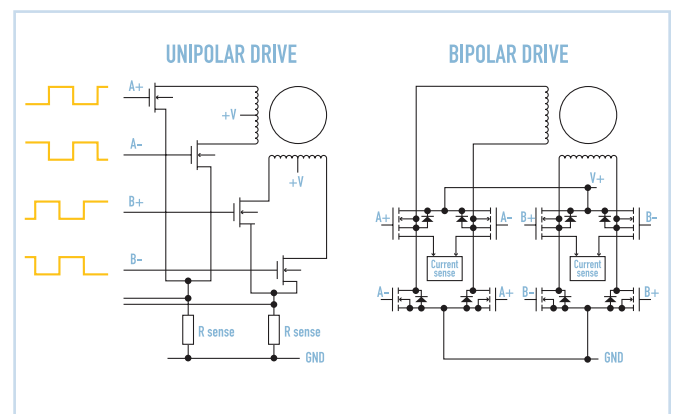 UNIPOLAR DRIVE
A+
+V
A-
B+
+V
B-
R sense
R sense
GND
BIPOLAR DRIVE
V+
A+
A-
B+
B-
Current
sense
Current
sense
A-
A+
B-
B+
GND